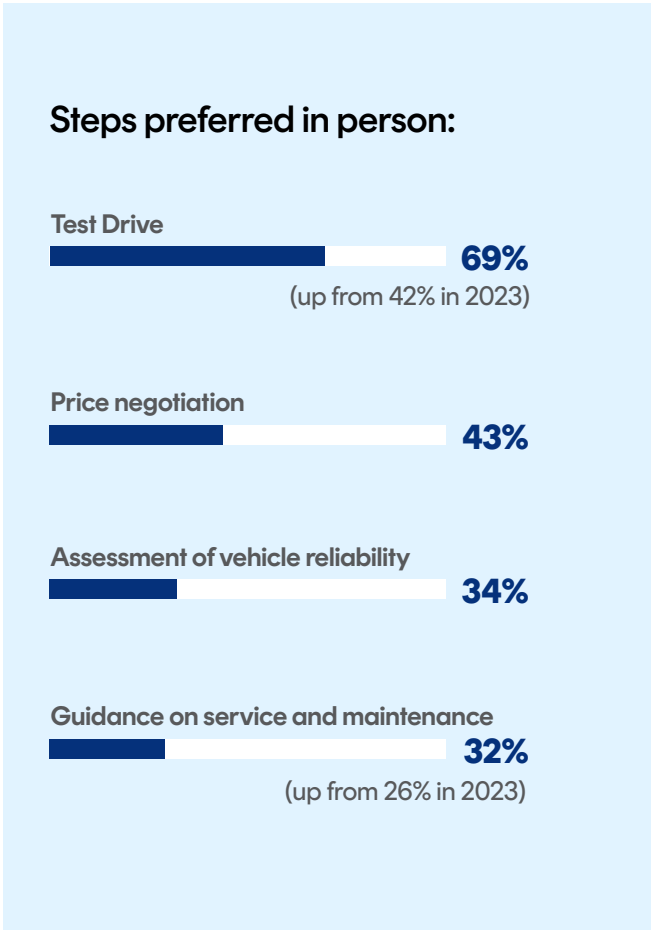 Steps preferred in person:
Test Drive
69%
(up from 42% in 2023)
Price negotiation
43%
Assessment of vehicle reliability
34%
Guidance on service and maintenance
32%
(up from 26% in 2023)